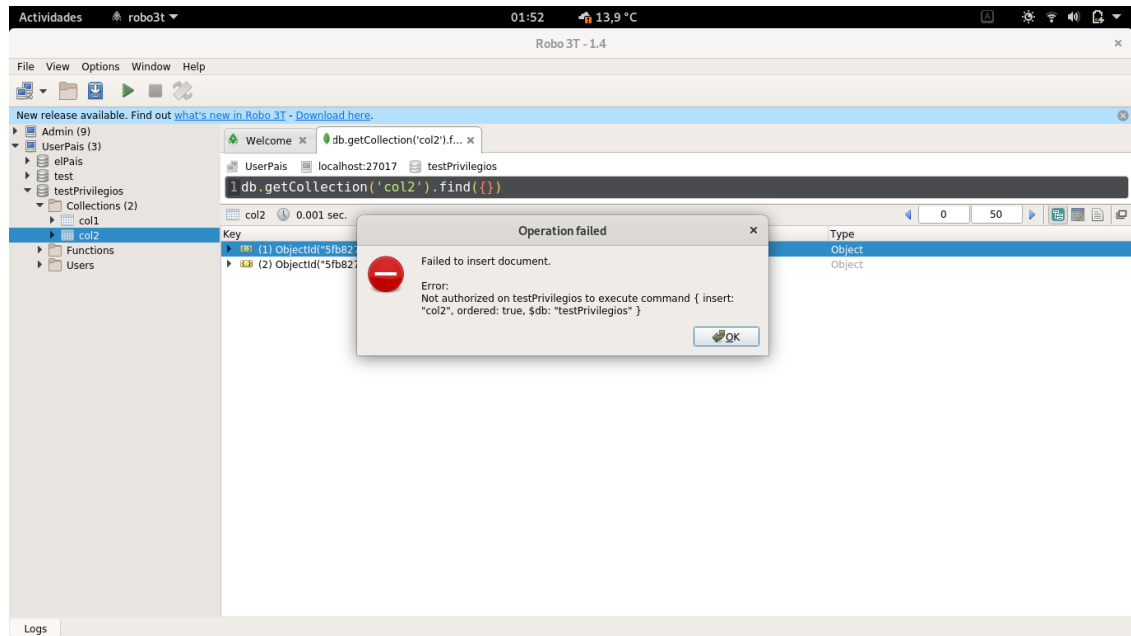 Actividades robo3t 01:52 13,9 °C A
Robo 3T - 1.4
File View Options Window Help
New release available. Find out what's new in Robo 3T - Download here.
Admin (9)
UserPais (3)
elPais
test
testPrivilegios
Collections (2)
col1
col2
Functions
Users
Welcome db.getCollection('col2').f...
UserPais localhost:27017 testPrivilegios
1 db.getCollection('col2').find({})
col2 0.001 sec. 0 50
Key Type
(1) ObjectId("5fb827 Object
(2) ObjectId("5fb827 Object
Operation failed
Failed to insert document.
Error:
Not authorized on testPrivilegios to execute command { insert:
"col2", ordered: true, $db: "testPrivilegios" }
OK
Logs